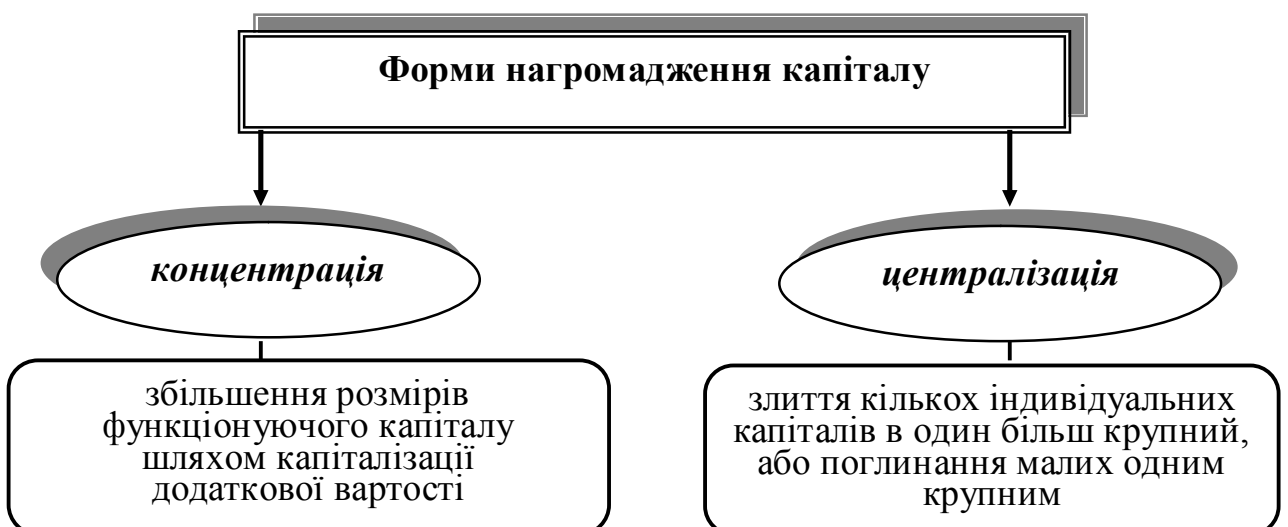 Форми нагромадження капіталу
концентрація
централізація
збільшення розмірів
функціонуючого капіталу
шляхом капіталізації
додаткової вартості
злиття кількох індивідуальних
капіталів в один більш крупний,
або поглинання малих одним
крупним